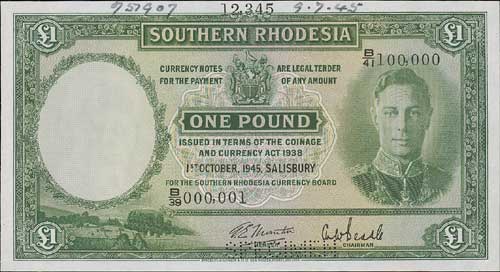 957907 12,345 9.7.45
£1 SOUTHERN RHODESIA £1
CURRENCY NOTES ARE LEGAL TENDER
FOR THE PAYMENT OF ANY AMOUNT
B/41 100,000
ONE POUND
ISSUED IN TERMS OF THE COINAGE
AND CURRENCY ACT 1938
1ST OCTOBER, 1945, SALISBURY
FOR THE SOUTHERN RHODESIA CURRENCY BOARD
B/39 000,001
CHAIRMAN
SPECIMEN
£1 £1